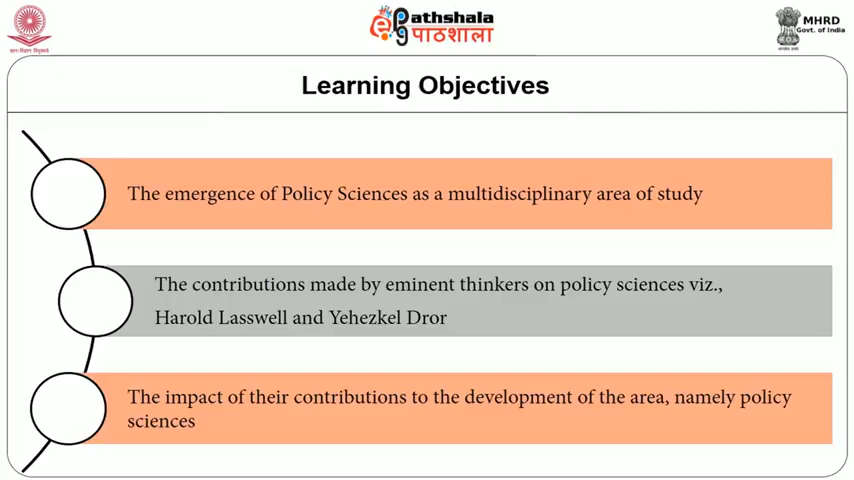 Pathshala
पाठशाला
MHRD
Govt. of India
Learning Objectives
The emergence of Policy Sciences as a multidisciplinary area of study
The contributions made by eminent thinkers on policy sciences viz.,
Harold Lasswell and Yehezkel Dror
The impact of their contributions to the development of the area, namely policy
sciences